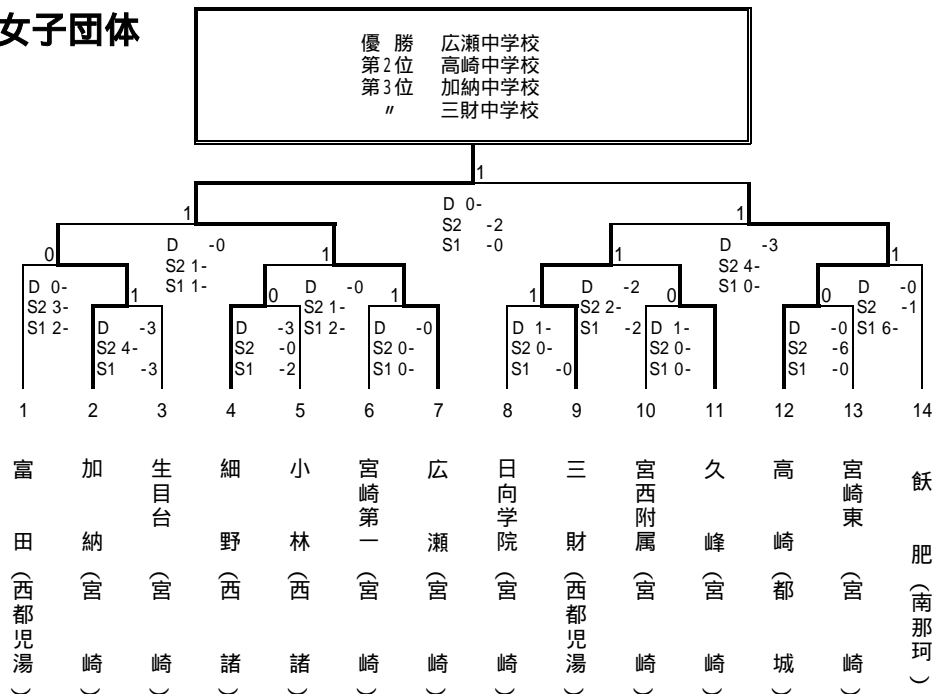 女子団体
優 勝 広瀬中学校
第2位 高崎中学校
第3位 加納中学校
〃 三財中学校
1
D 0-
S2 -2
S1 -0
1
D -0
S2 1-
S1 1-
1
D -3
S2 4-
S1 0-
0
D 0-
S2 3-
S1 2-
1
D -0
S2 1-
S1 2-
1
D -2
S2 2-
S1 -2
1
D -0
S2 -1
S1 6-
1
D -3
S2 4-
S1 -3
0
D -3
S2 -0
S1 -2
1
D -0
S2 0-
S1 0-
1
D 1-
S2 0-
S1 -0
0
D 1-
S2 0-
S1 0-
0
D -0
S2 -6
S1 -0
1 2 3 4 5 6 7 8 9 10 11 12 13 14
富田(西都児湯)
加納(宮崎)
生目台(宮崎)
細野(西諸)
小林(西諸)
宮崎第一(宮崎)
広瀬(宮崎)
日向学院(宮崎)
三財(西都児湯)
宮西附属(宮崎)
久峰(宮崎)
高崎(都城)
宮崎東(宮崎)
飫肥(南那珂)